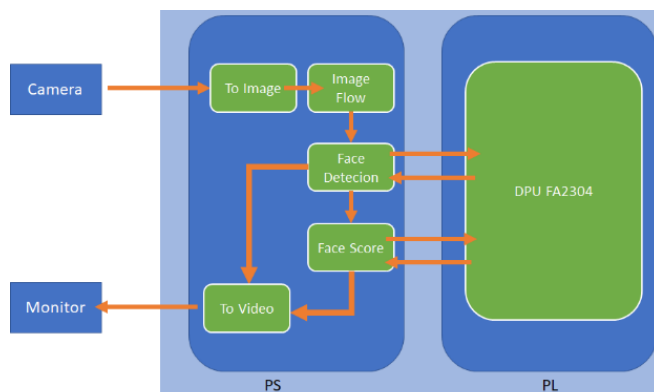 Camera
To Image
Image
Flow
Face
Detecion
DPU FA2304
Face Score
To Video
Monitor
PS
PL